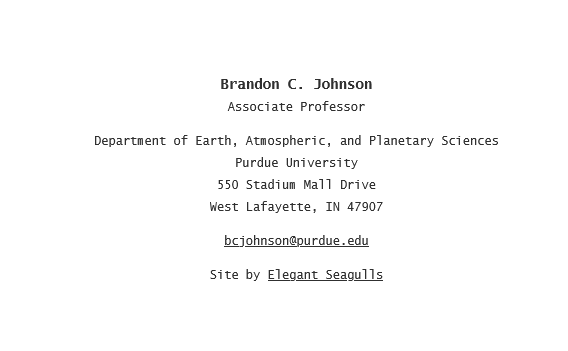 Brandon C. Johnson
Associate Professor
Department of Earth, Atmospheric, and Planetary Sciences
Purdue University
550 Stadium Mall Drive
West Lafayette, IN 47907
bcjohnson@purdue.edu
Site by Elegant Seagulls